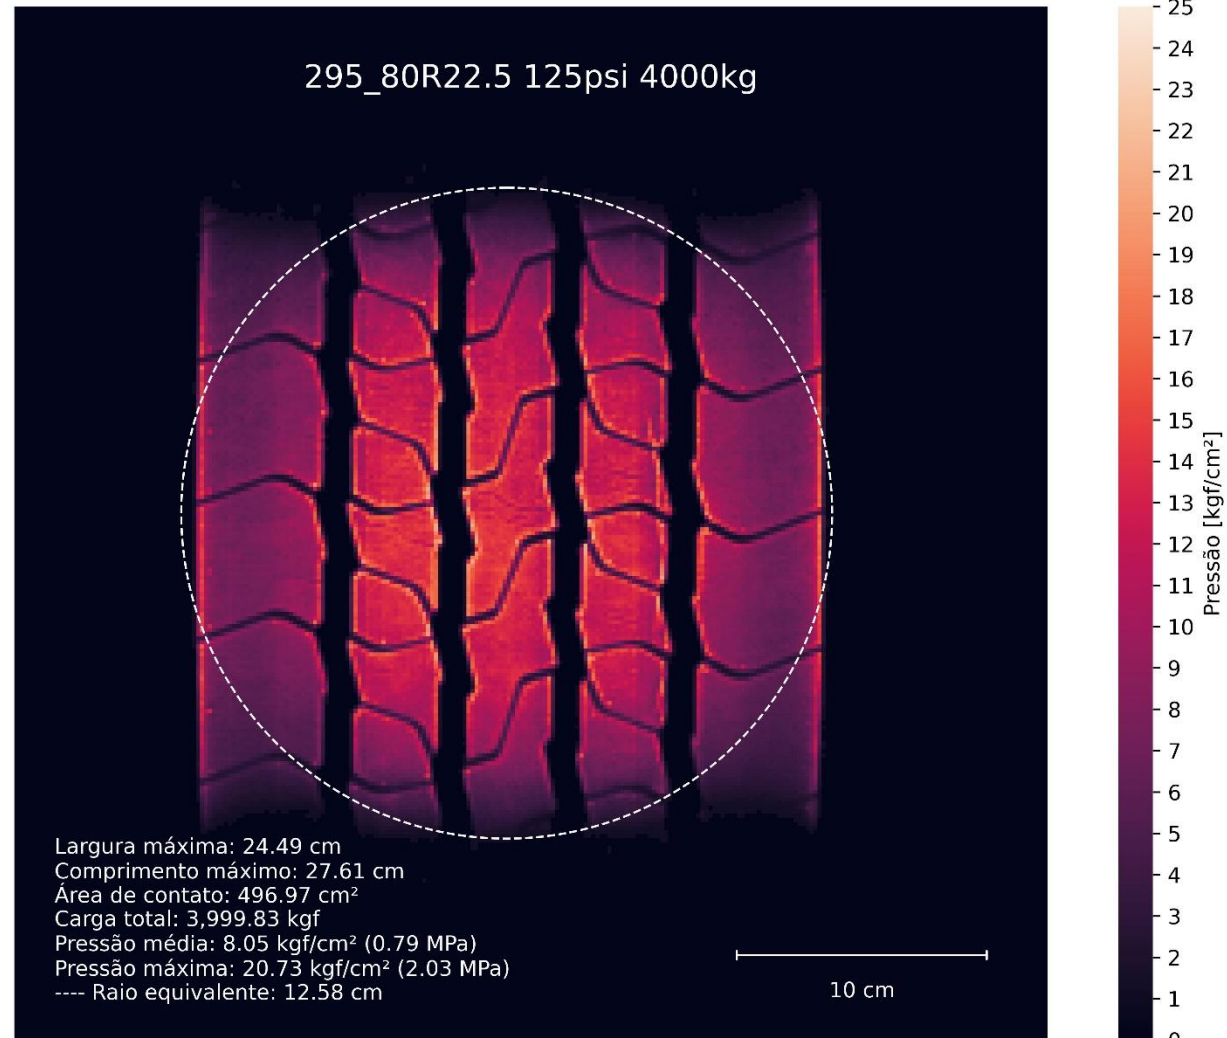 295_80R22.5 125psi 4000kg
Largura máxima: 24.49 cm
Comprimento máximo: 27.61 cm
Área de contato: 496.97 cm²
Carga total: 3,999.83 kgf
Pressão média: 8.05 kgf/cm² (0.79 MPa)
Pressão máxima: 20.73 kgf/cm² (2.03 MPa)
---- Raio equivalente: 12.58 cm
10 cm
25
24
23
22
21
20
19
18
17
16
15
14
13
12
11
10
9
8
7
6
5
4
3
2
1
0
Pressão [kgf/cm²]